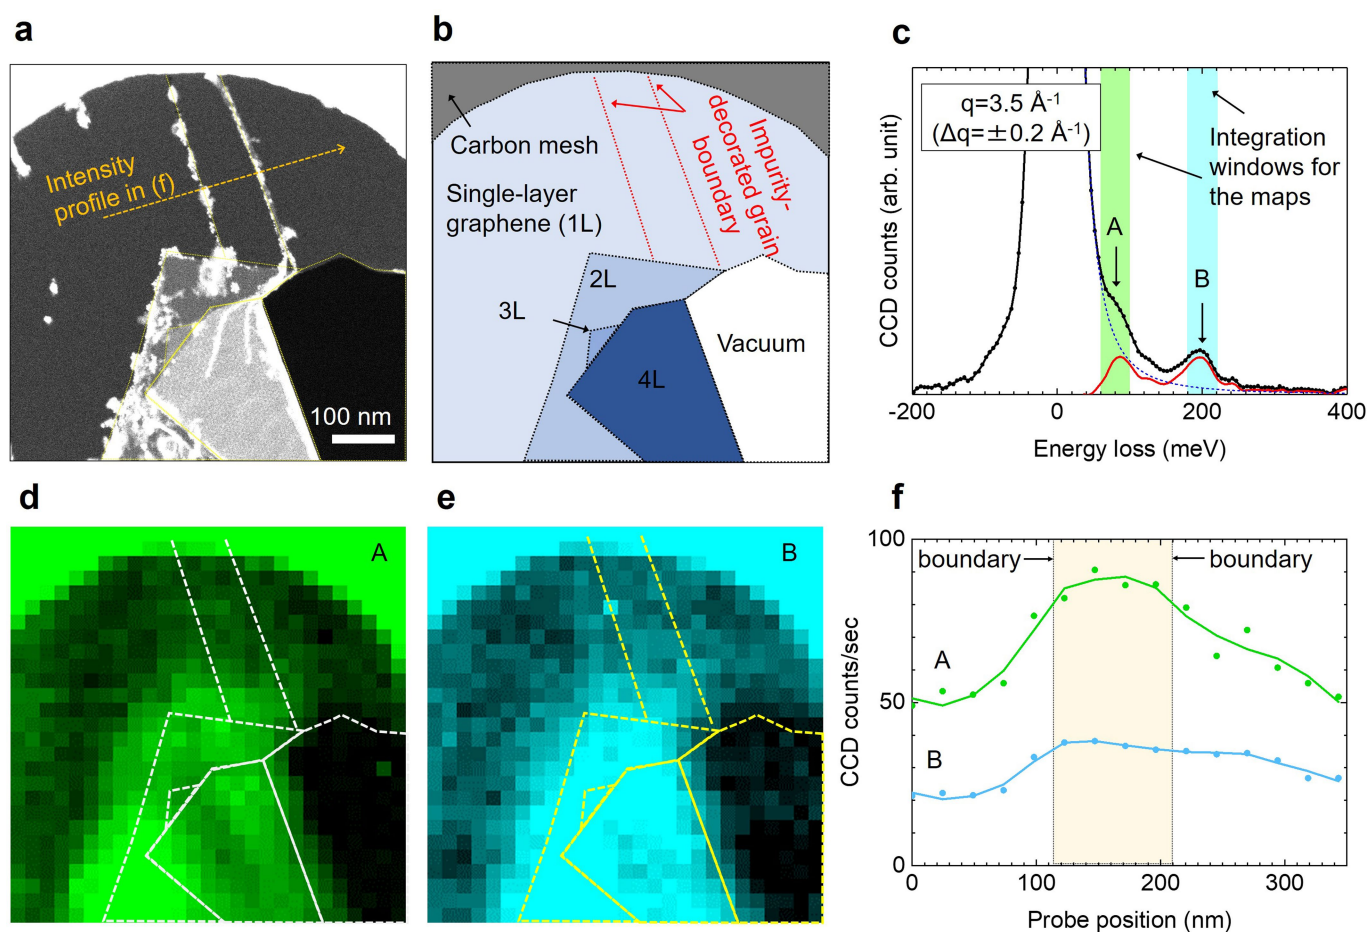 a
Intensity
profile in (f)
100 nm
b
Carbon mesh
Single-layer
graphene (1L)
Impurity-
decorated grain
boundary
2L
3L
4L
Vacuum
c
q=3.5 Å-1
(Δq=±0.2 Å-1)
Integration
windows for
the maps
A
B
CCD counts (arb. unit)
-200
0
200
400
Energy loss (meV)
d
A
e
B
f
100
50
0
boundary
boundary
A
B
CCD counts/sec
0
100
200
300
Probe position (nm)